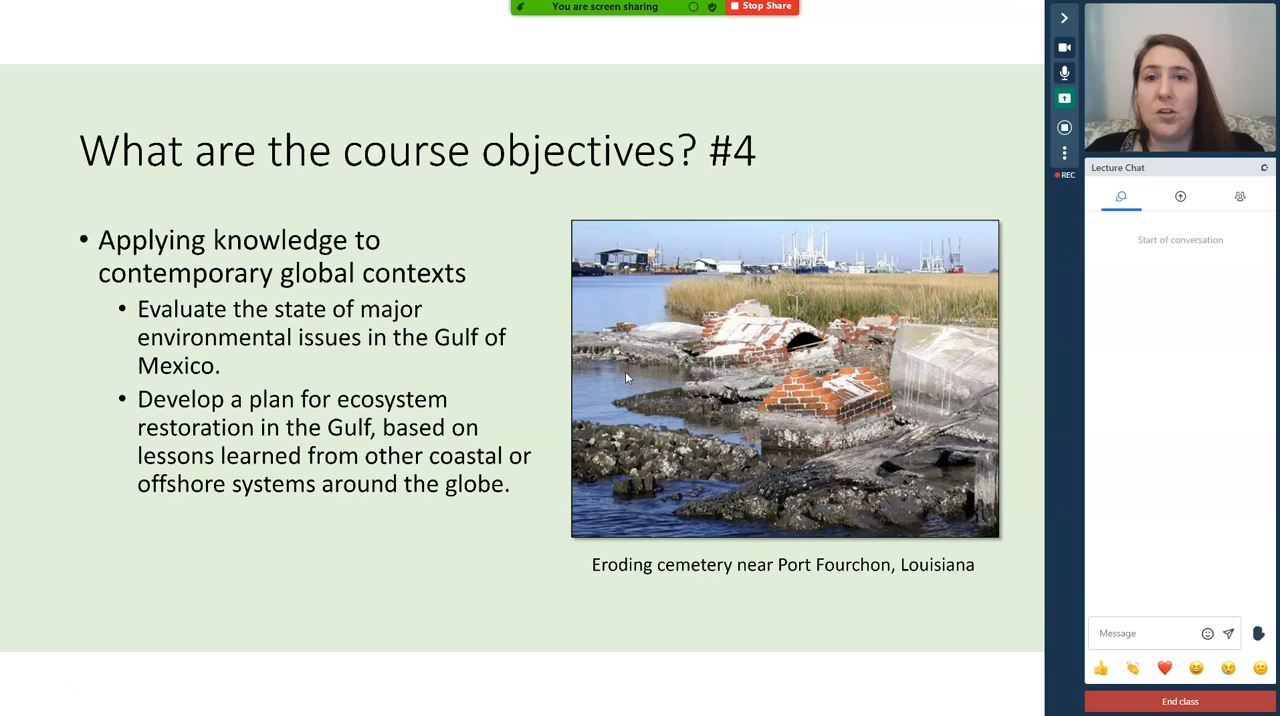 You are screen sharing
Stop Share
What are the course objectives? #4
• Applying knowledge to
contemporary global contexts
• Evaluate the state of major
environmental issues in the Gulf of
Mexico.
• Develop a plan for ecosystem
restoration in the Gulf, based on
lessons learned from other coastal or
offshore systems around the globe.
Eroding cemetery near Port Fourchon, Louisiana
REC
Lecture Chat
Start of conversation
Message
End class